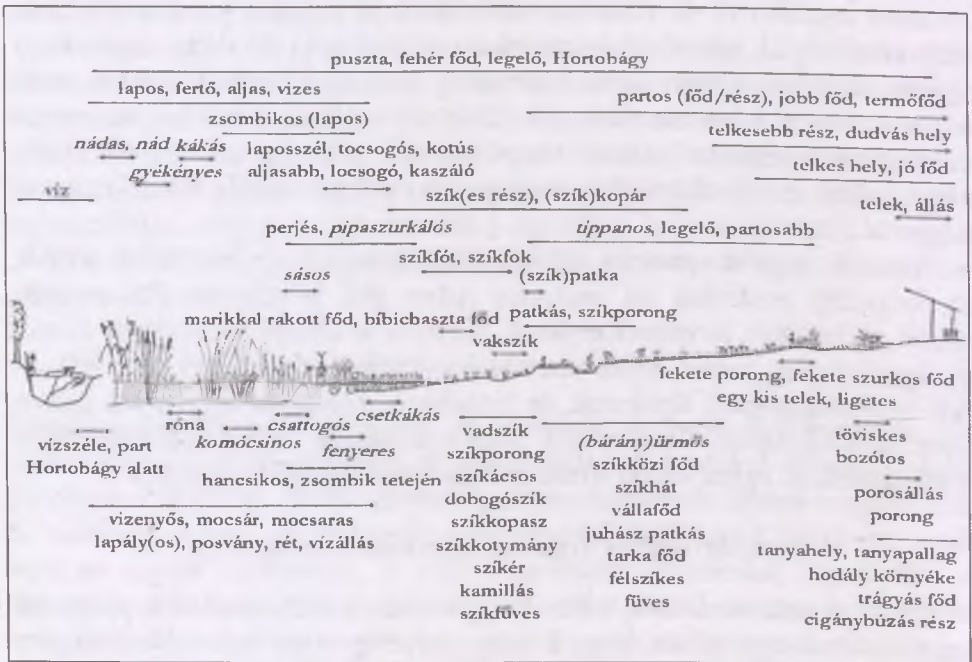 puszta, fehér főd, legelő, Hortobágy
lapos, fertő, aljas, vizes
partos (főd/rész), jobb főd, termőfőd
zsombikos (lapos)
telkesebb rész, dudvás hely
nádas, nád kákás
laposszél, tocsogós, kotús
gyékényes
aljasabb, locsogó, kaszáló
telkes hely, jó főd
víz
szík(es rész), (szík)kopár
telek, állás
perjés, pipaszurkálós
tippanos, legelő, partosabb
szíkfót, szíkfok
sásos
(szík)patka
marikkal rakott főd, bíbicbaszta főd
patkás, szíkporong
vakszík
fekete porong, fekete szurkos főd
egy kis telek, ligetes
csetkákás
róna
csattogós
komócsinos
fenyeres
vízszéle, part
Hortobágy alatt
hancsikos, zsombik tetején
vizenyős, mocsár, mocsaras
lapály(os), posvány, rét, vízállás
vadszík
szíkporong
szíkácsos
dobogószík
szíkkopasz
szíkkotymány
szíkér
kamillás
szíkfüves
(bárány)ürmös
szíkközi főd
szíkhát
vállafőd
juhász patkás
tarka főd
félszíkes
füves
töviskes
bozótos
porosállás
porong
tanyahely, tanyapallag
hodály környéke
trágyás főd
cigánybúzás rész